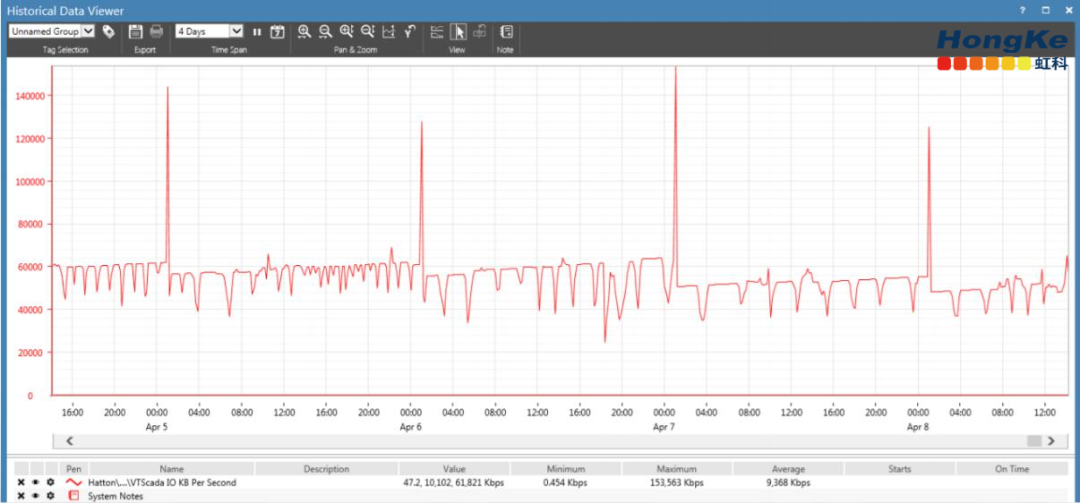 Historical Data Viewer
Unnamed Group
4 Days
Tag Selection Export Time Span Pan & Zoom View Note
HongKe
虹科
140000
120000
100000
80000
60000
40000
20000
0
16:00 20:00 00:00 04:00 08:00 12:00 16:00 20:00 00:00 04:00 08:00 12:00 16:00 20:00 00:00 04:00 08:00 12:00 16:00 20:00 00:00 04:00 08:00 12:00
Apr 5 Apr 6 Apr 7 Apr 8
Pen Name Description Value Minimum Maximum Average Starts On Time
Hatton\,...\VTScada IO KB Per Second 47.2, 10,102, 61,821 Kbps 0.454 Kbps 153,563 Kbps 9,368 Kbps
System Notes